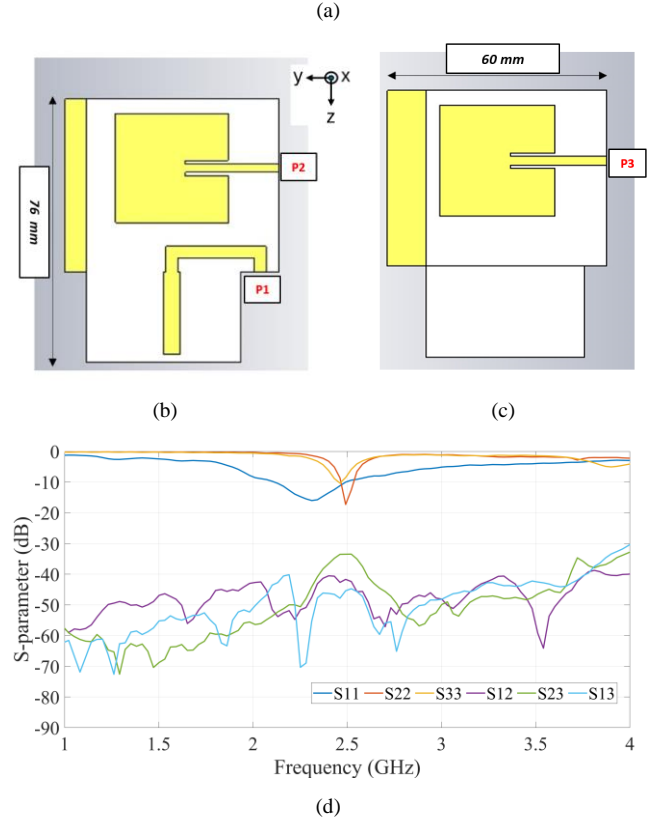 (a)
y x
z
60 mm
76 mm
P2
P1
P3
(b)
(c)
S-parameter (dB)
0
-10
-20
-30
-40
-50
-60
-70
-80
-90
S11 S22 S33 S12 S23 S13
1 1.5 2 2.5 3 3.5 4
Frequency (GHz)
(d)